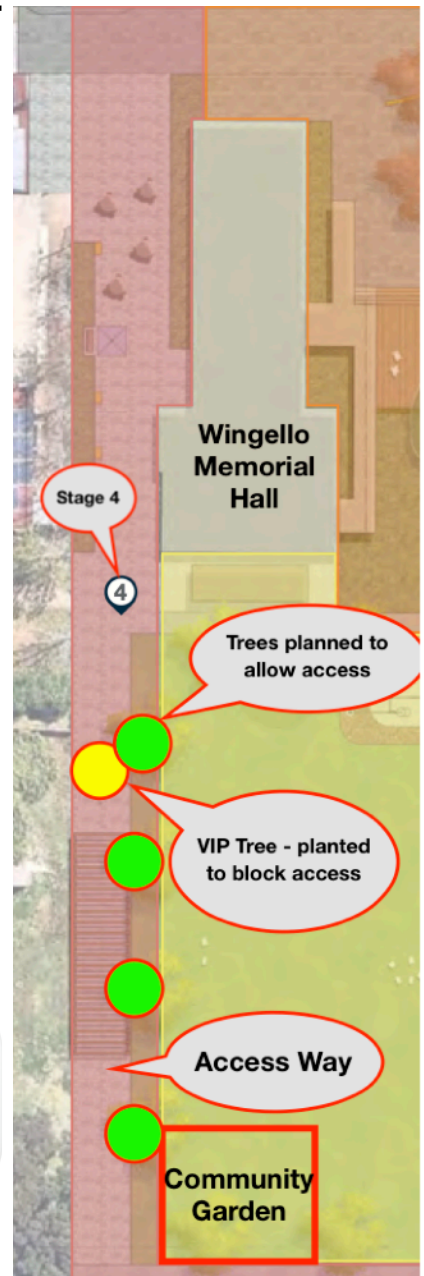 Wingello
Memorial
Hall
Stage 4
4
Trees planned to
allow access
VIP Tree - planted
to block access
Access Way
Community
Garden